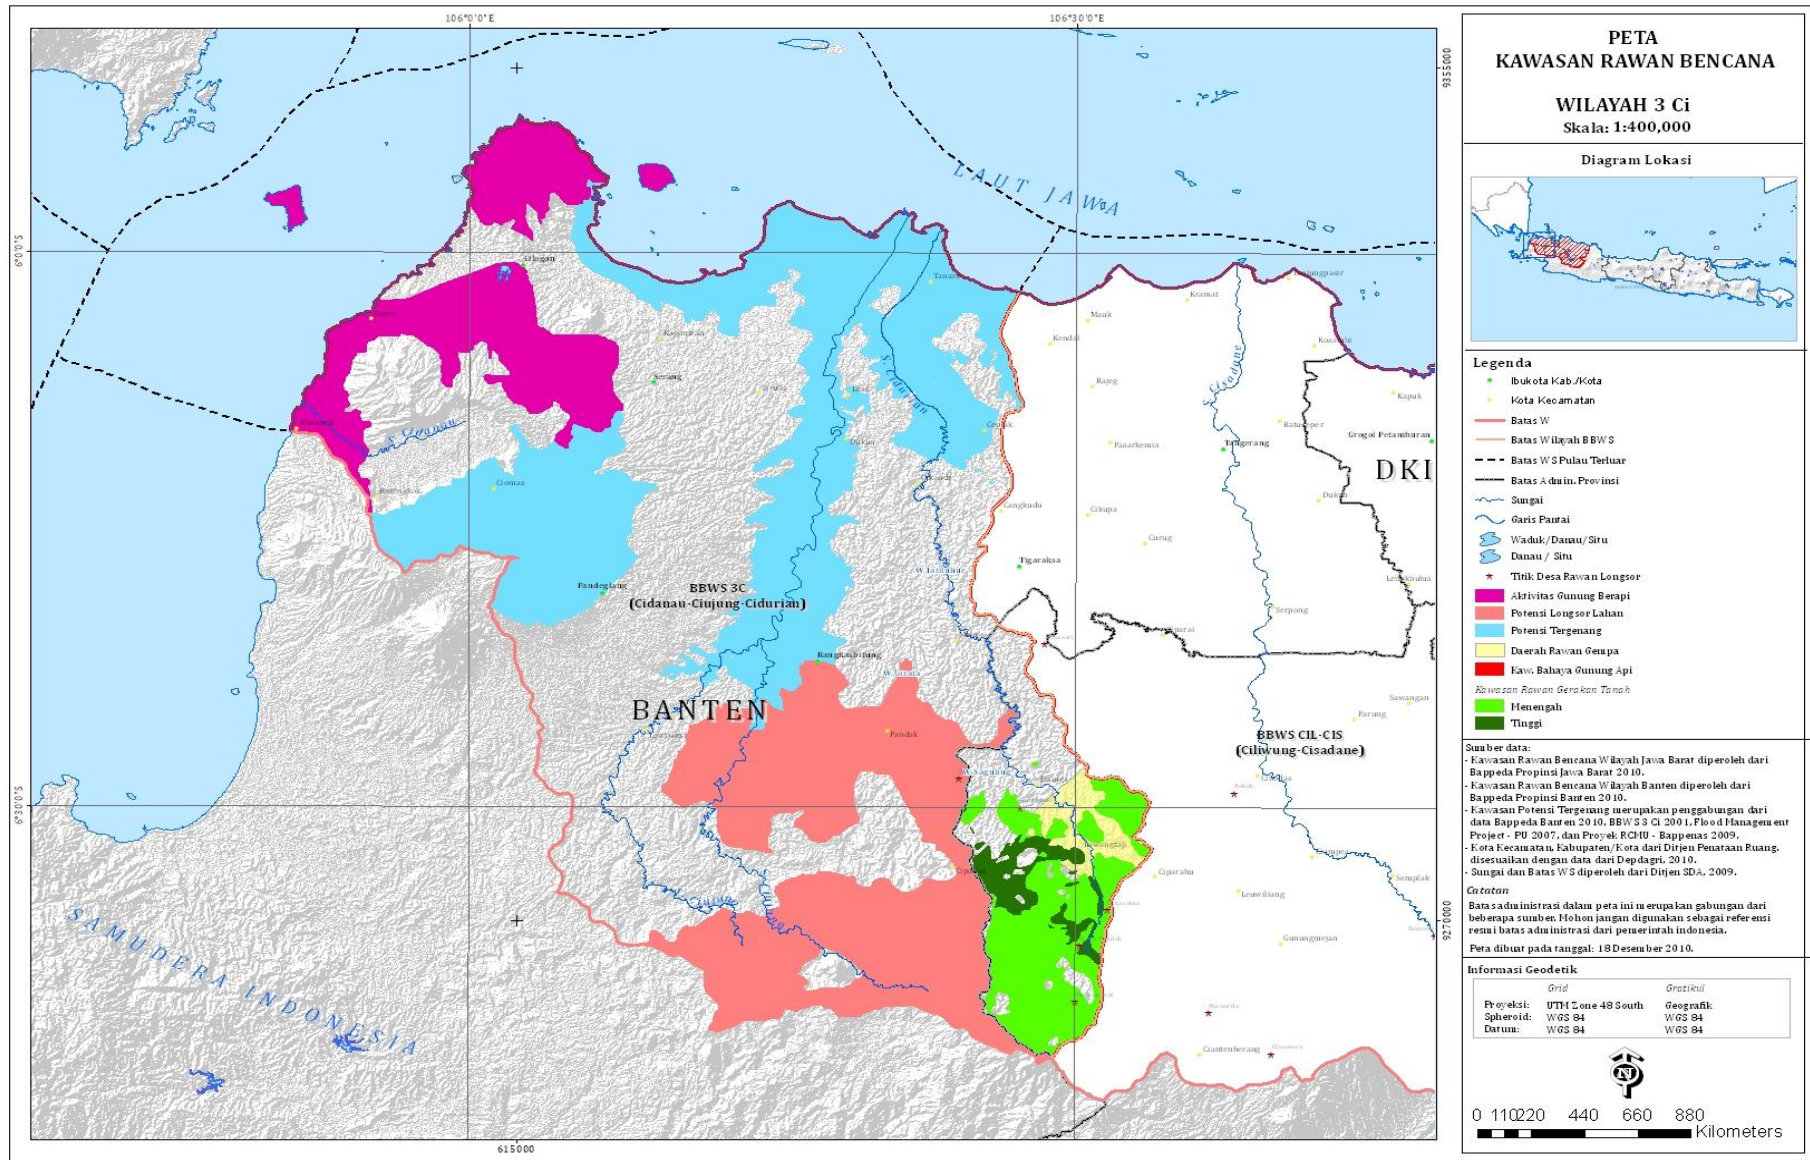 106°0'0"E
106°30'0"E
9355000
6°0'0"S
6°30'0"S
9270000
615000
LAUT JAWA
SAMUDERA INDONESIA
BANTEN
DKI
BBWS 3C
(Cidanau-Ciujung-Cidurian)
BBWS CIL-CIS
(Ciliwung-Cisadane)
Cilegon
Serang
Tanara
Kramat
Mauk
Kendal
Rajeg
Kapuk
Grogol Petamburan
Pasarkemis
Tangerang
Batuceper
S. Cidanau
S. Cidurian
S. Cisadane
Ciomas
Cangkudu
Cikupa
Curug
Tigaraksa
Pandeglang
Serpong
Rangkasbitung
W. Cirata
Sawangan
Parung
Pandak
W. Saguling
Ciujung
Ciparahu
Leuwiliang
Semplak
Gunungmejan
Ciantenherang
PETA
KAWASAN RAWAN BENCANA
WILAYAH 3 Ci
Skala: 1:400,000
Diagram Lokasi
Legenda
Ibukota Kab./Kota
Kota Kecamatan
Batas W
Batas Wilayah BBWS
Batas WS Pulau Terluar
Batas Admin. Provinsi
Sungai
Garis Pantai
Waduk/Danau/Situ
Danau / Situ
Titik Desa Rawan Longsor
Aktivitas Gunung Berapi
Potensi Longsor Lahan
Potensi Tergenang
Daerah Rawan Gempa
Kaw. Bahaya Gunung Api
Kawasan Rawan Gerakan Tanah
Menengah
Tinggi
Sumber data:
- Kawasan Rawan Bencana Wilayah Jawa Barat diperoleh dari
Bappeda Propinsi Jawa Barat 2010.
- Kawasan Rawan Bencana Wilayah Banten diperoleh dari
Bappeda Propinsi Banten 2010.
- Kawasan Potensi Tergenang merupakan penggabungan dari
data Bappeda Banten 2010, BBWS 3 Ci 2001, Flood Management
Project - PU 2007, dan Proyek RCMU - Bappenas 2009.
- Kota Kecamatan, Kabupaten/Kota dari Ditjen Penataan Ruang,
disesuaikan dengan data dari Depdagri, 2010.
- Sungai dan Batas WS diperoleh dari Ditjen SDA, 2009.
Catatan
Batas administrasi dalam peta ini merupakan gabungan dari
beberapa sumber. Mohon jangan digunakan sebagai referensi
resmi batas administrasi dari pemerintah indonesia.
Peta dibuat pada tanggal: 18 Desember 2010.
Informasi Geodetik
Grid Gratikul
Proyeksi: UTM Zone 48 South Geografik
Spheroid: WGS 84 WGS 84
Datum: WGS 84 WGS 84
N
0 110220 440 660 880
Kilometers